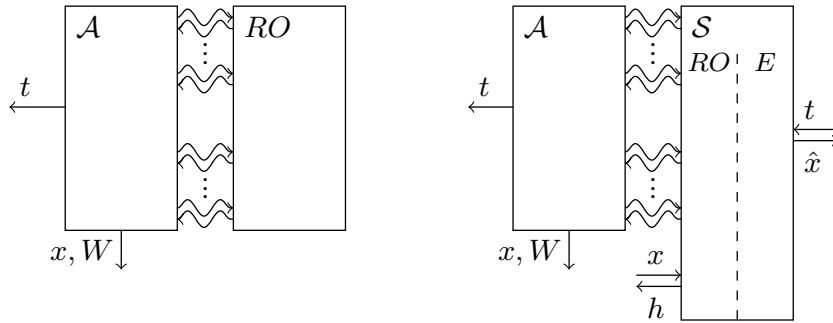 𝒜 RO
t
x, W
𝒜 𝒮
RO E
t
t
x̂
x
h
x, W